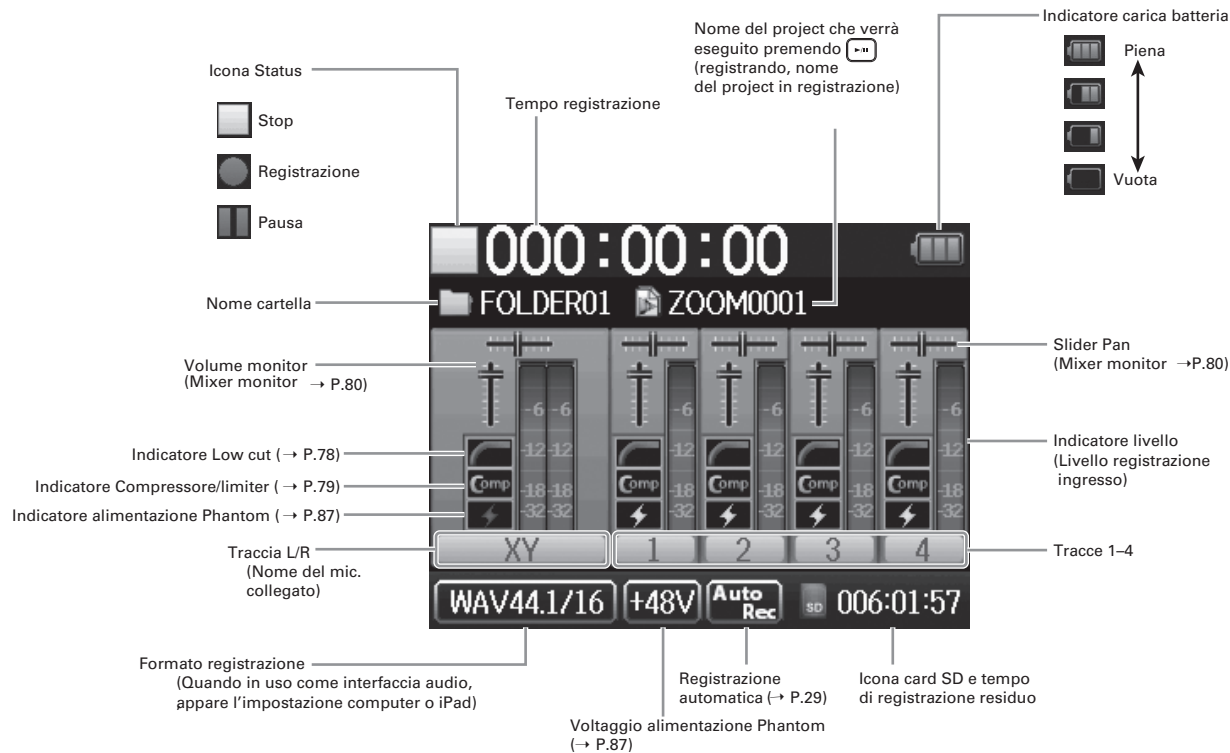 Icona Status
Stop
Registrazione
Pausa
Tempo registrazione
Nome del project che verrà
eseguito premendo
(registrando, nome
del project in registrazione)
Indicatore carica batteria
Piena
Vuota
000:00:00
Nome cartella
FOLDER01 ZOOM0001
Volume monitor
(Mixer monitor → P.80)
Slider Pan
(Mixer monitor →P.80)
-6 -6 -6 -6 -6 -6
-12 -12 -12 -12 -12 -12
Comp -18 -18 Comp -18 Comp -18 Comp -18 Comp -18
-32 -32 -32 -32 -32 -32
Indicatore Low cut (→ P.78)
Indicatore Compressore/limiter ( → P.79)
Indicatore alimentazione Phantom (→ P.87)
Indicatore livello
(Livello registrazione
ingresso)
Traccia L/R
(Nome del mic.
collegato)
XY 1 2 3 4
Tracce 1–4
WAV44.1/16 +48V Auto Rec SD 006:01:57
Formato registrazione
(Quando in uso come interfaccia audio,
appare l'impostazione computer o iPad)
Voltaggio alimentazione Phantom
(→ P.87)
Registrazione
automatica (→ P.29)
Icona card SD e tempo
di registrazione residuo